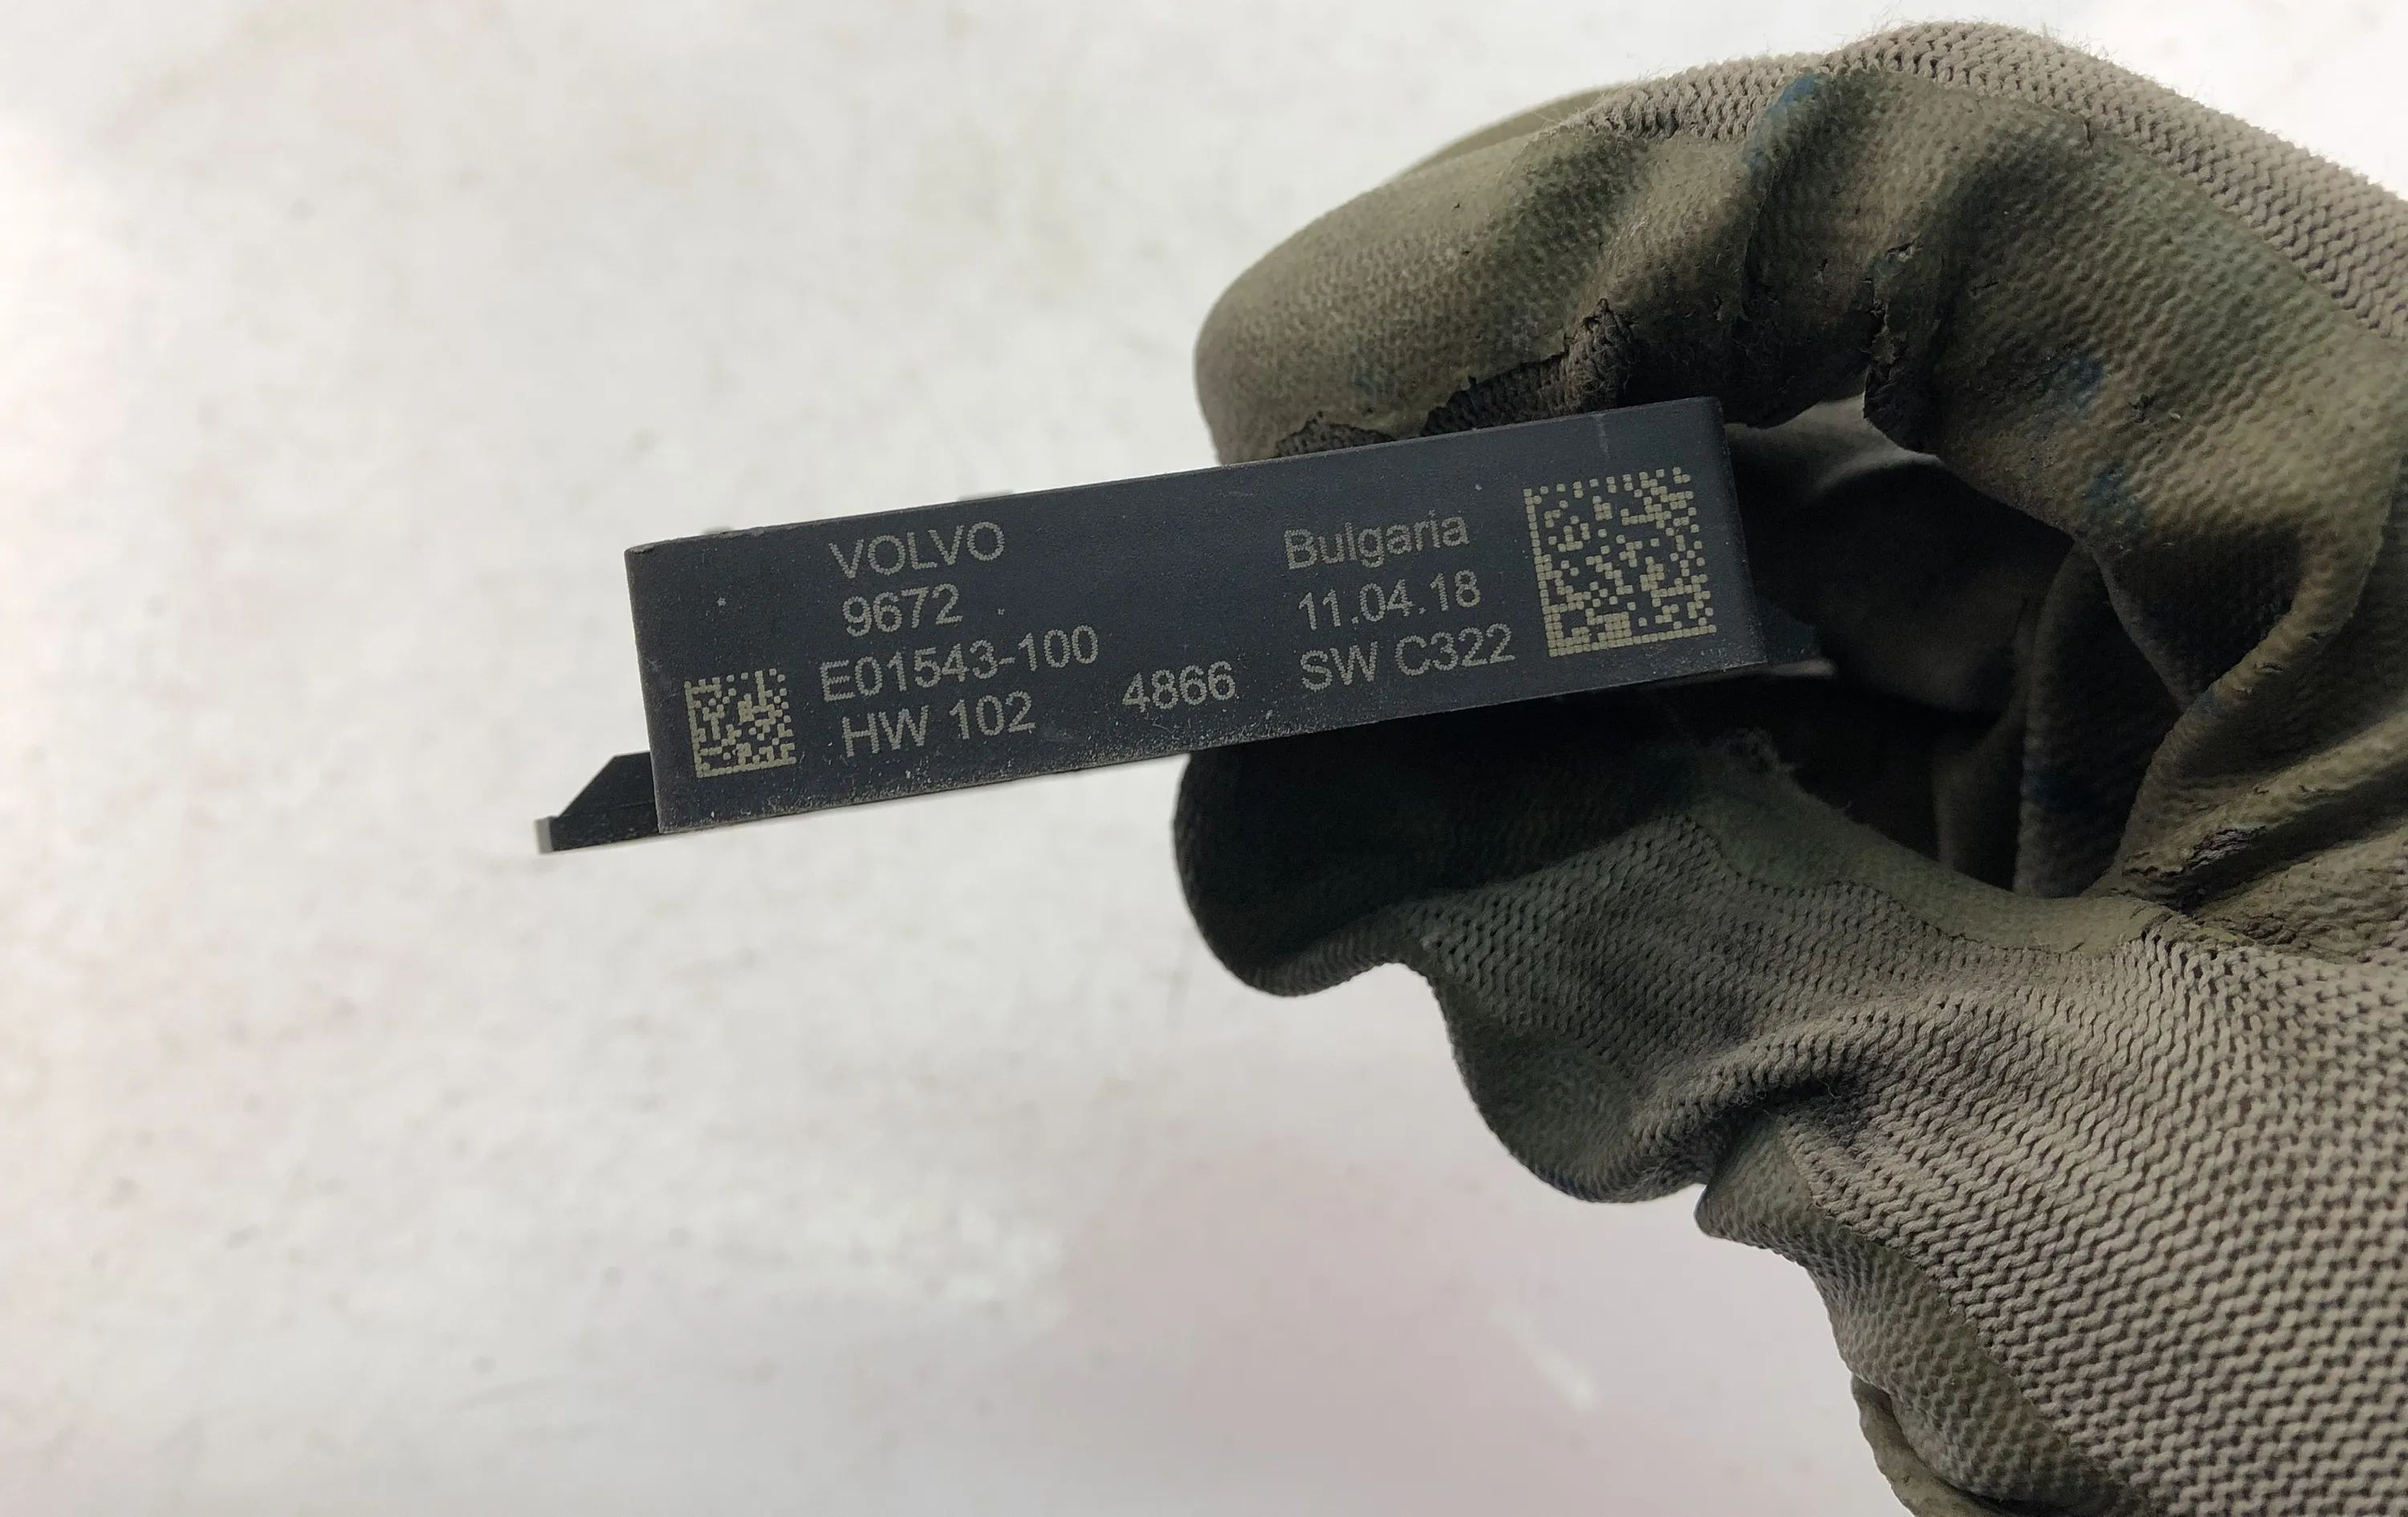 VOLVO
9672
E01543-100
HW 102
4866
Bulgaria
11.04.18
SW C322